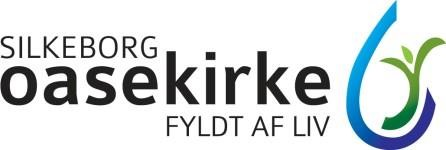 SILKEBORG
oasekirke
FYLDT AF LIV